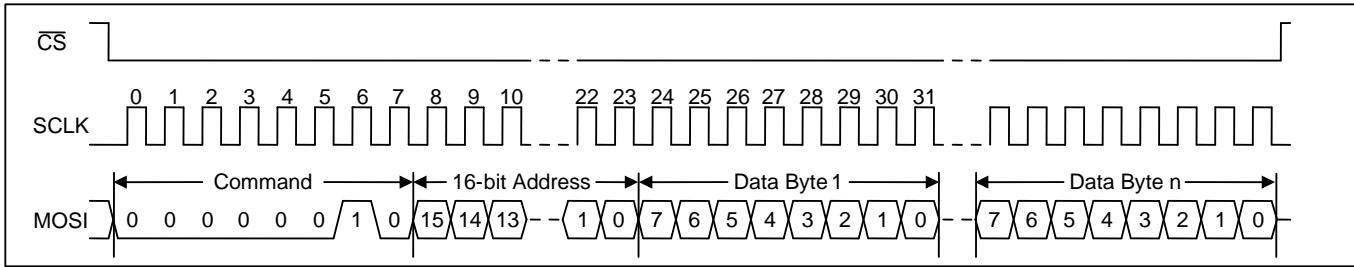 CS
0 1 2 3 4 5 6 7 8 9 10 22 23 24 25 26 27 28 29 30 31
SCLK
Command 16-bit Address Data Byte 1 Data Byte n
MOSI 0 0 0 0 0 0 1 0 15 14 13 1 0 7 6 5 4 3 2 1 0 7 6 5 4 3 2 1 0